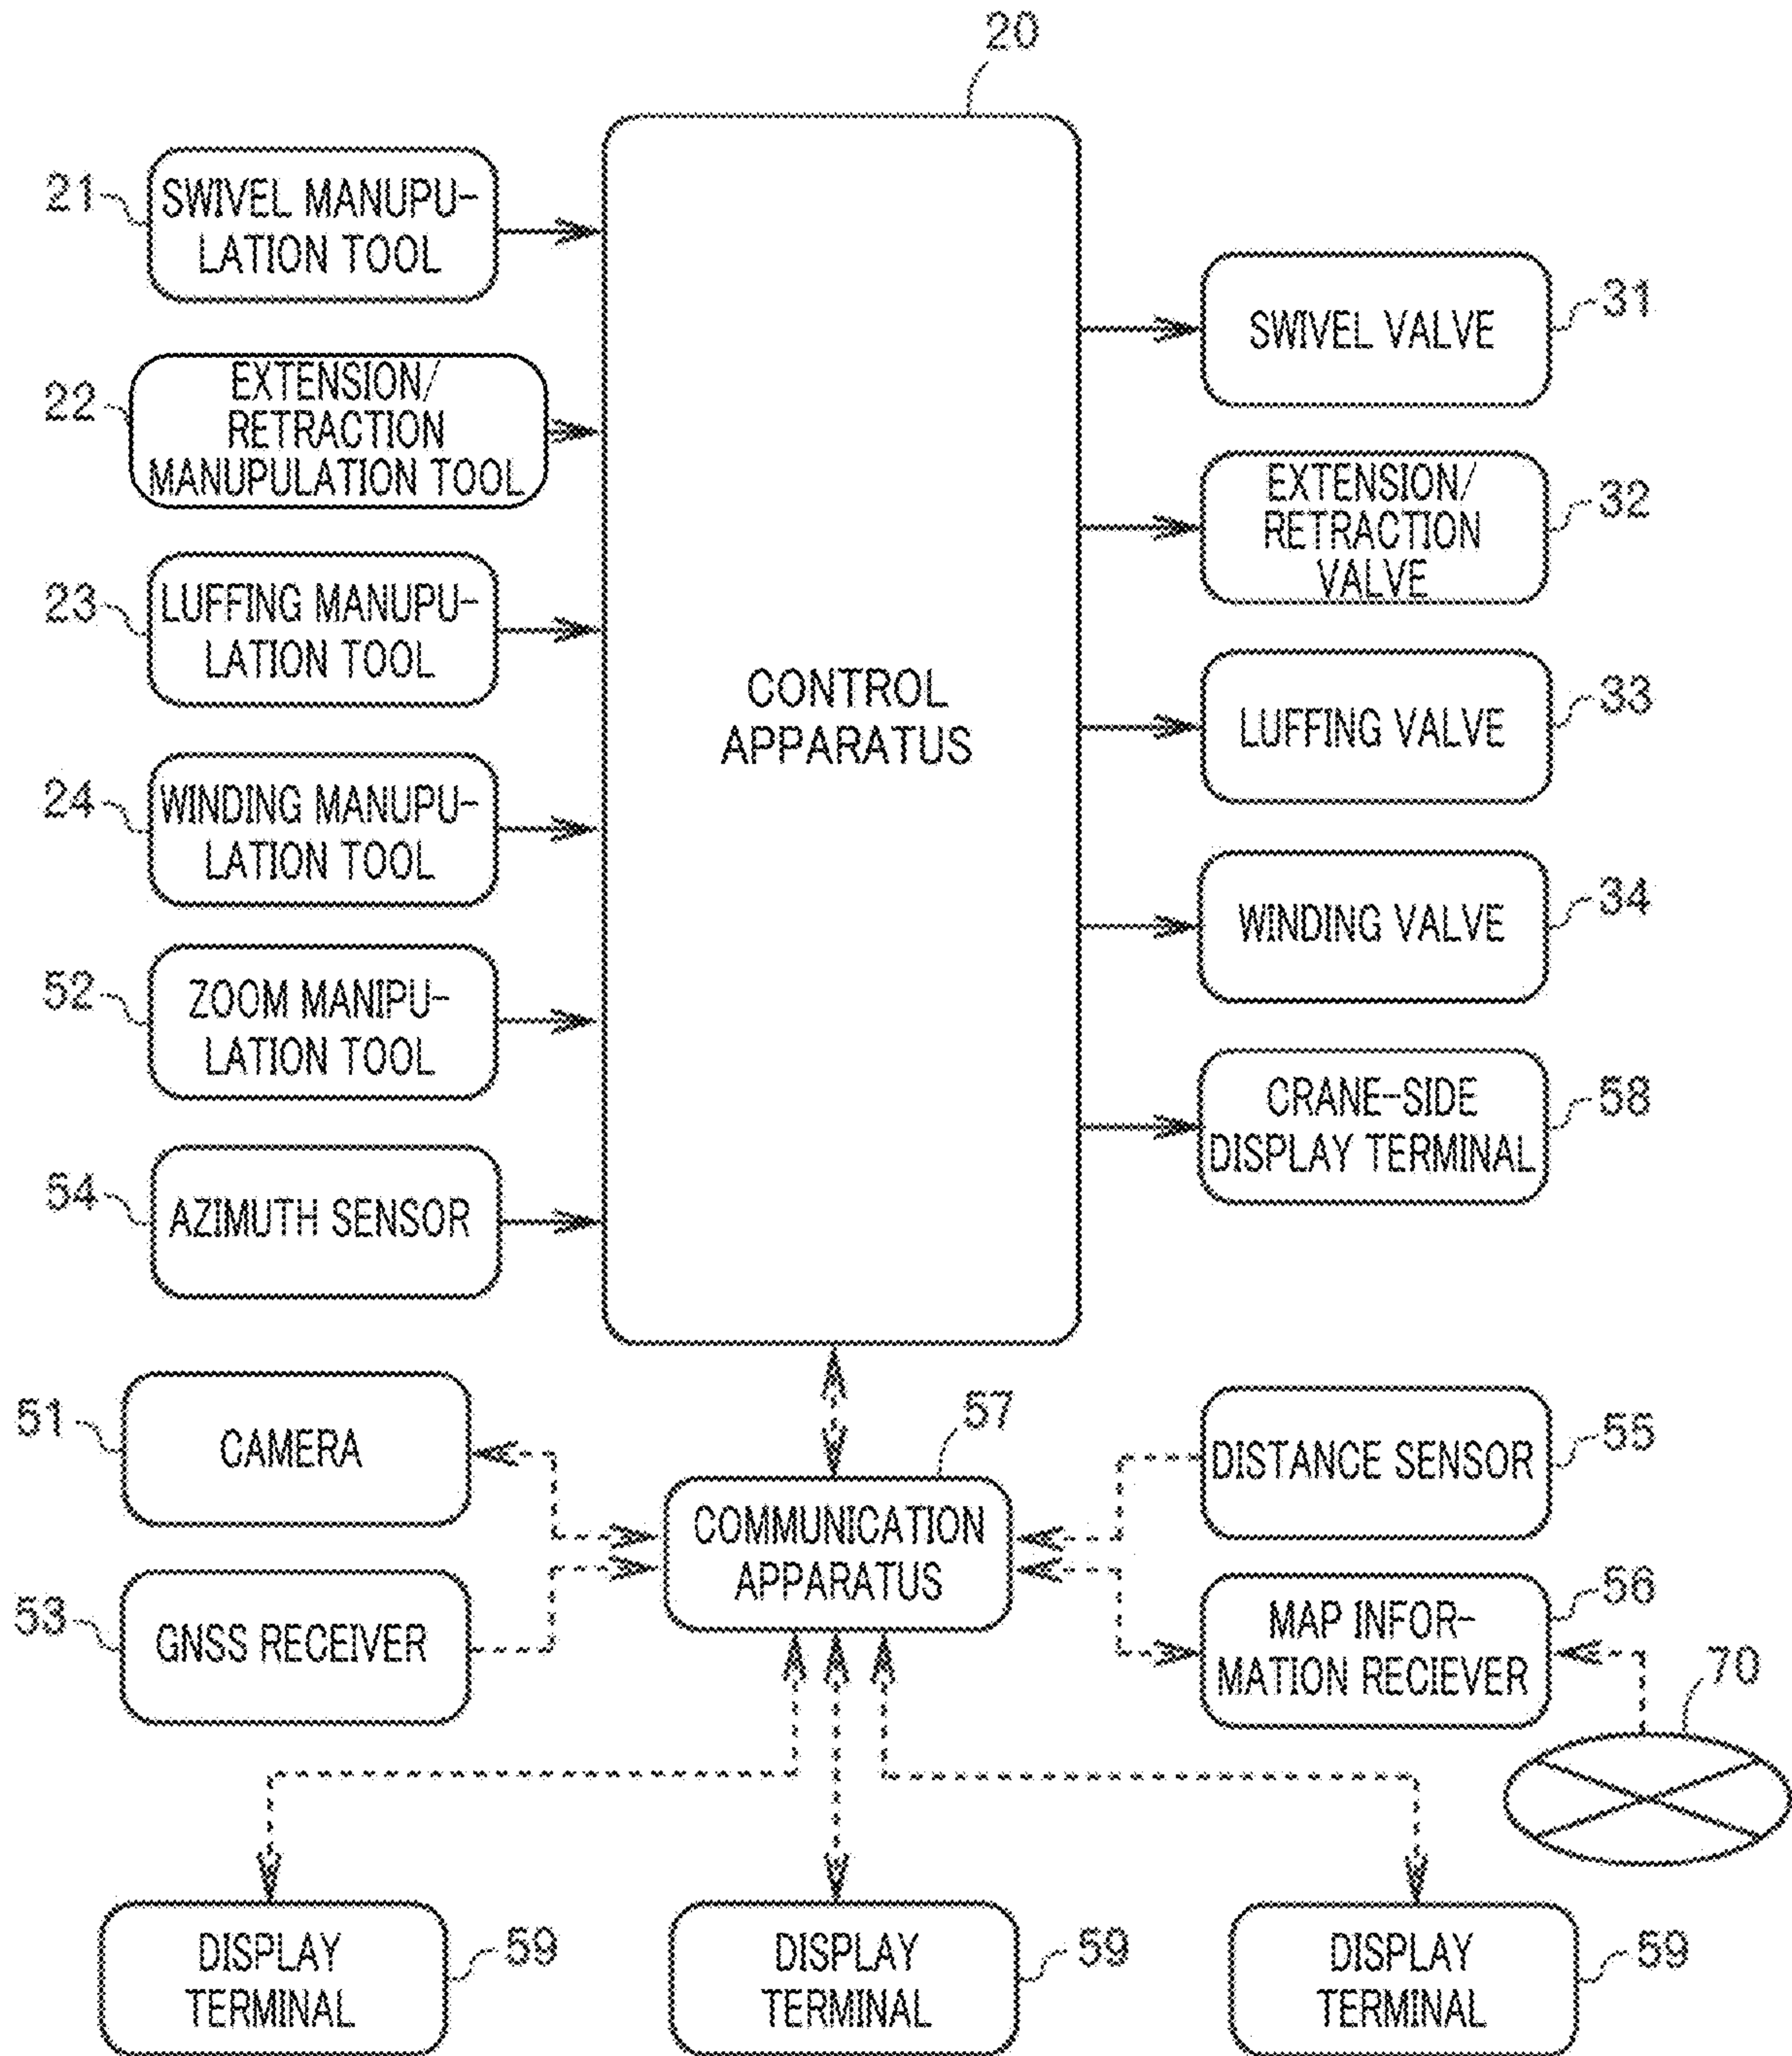 20
21
SWIVEL MANUPU-
LATION TOOL
22
EXTENSION/
RETRACTION
MANUPULATION TOOL
23
LUFFING MANUPU-
LATION TOOL
24
WINDING MANUPU-
LATION TOOL
52
ZOOM MANIPU-
LATION TOOL
54
AZIMUTH SENSOR
CONTROL
APPARATUS
SWIVEL VALVE
31
EXTENSION/
RETRACTION
VALVE
32
LUFFING VALVE
33
WINDING VALVE
34
CRANE-SIDE
DISPLAY TERMINAL
58
51
CAMERA
53
GNSS RECEIVER
57
COMMUNICATION
APPARATUS
DISTANCE SENSOR
55
MAP INFOR-
MATION RECIEVER
56
70
DISPLAY
TERMINAL
59
DISPLAY
TERMINAL
59
DISPLAY
TERMINAL
59